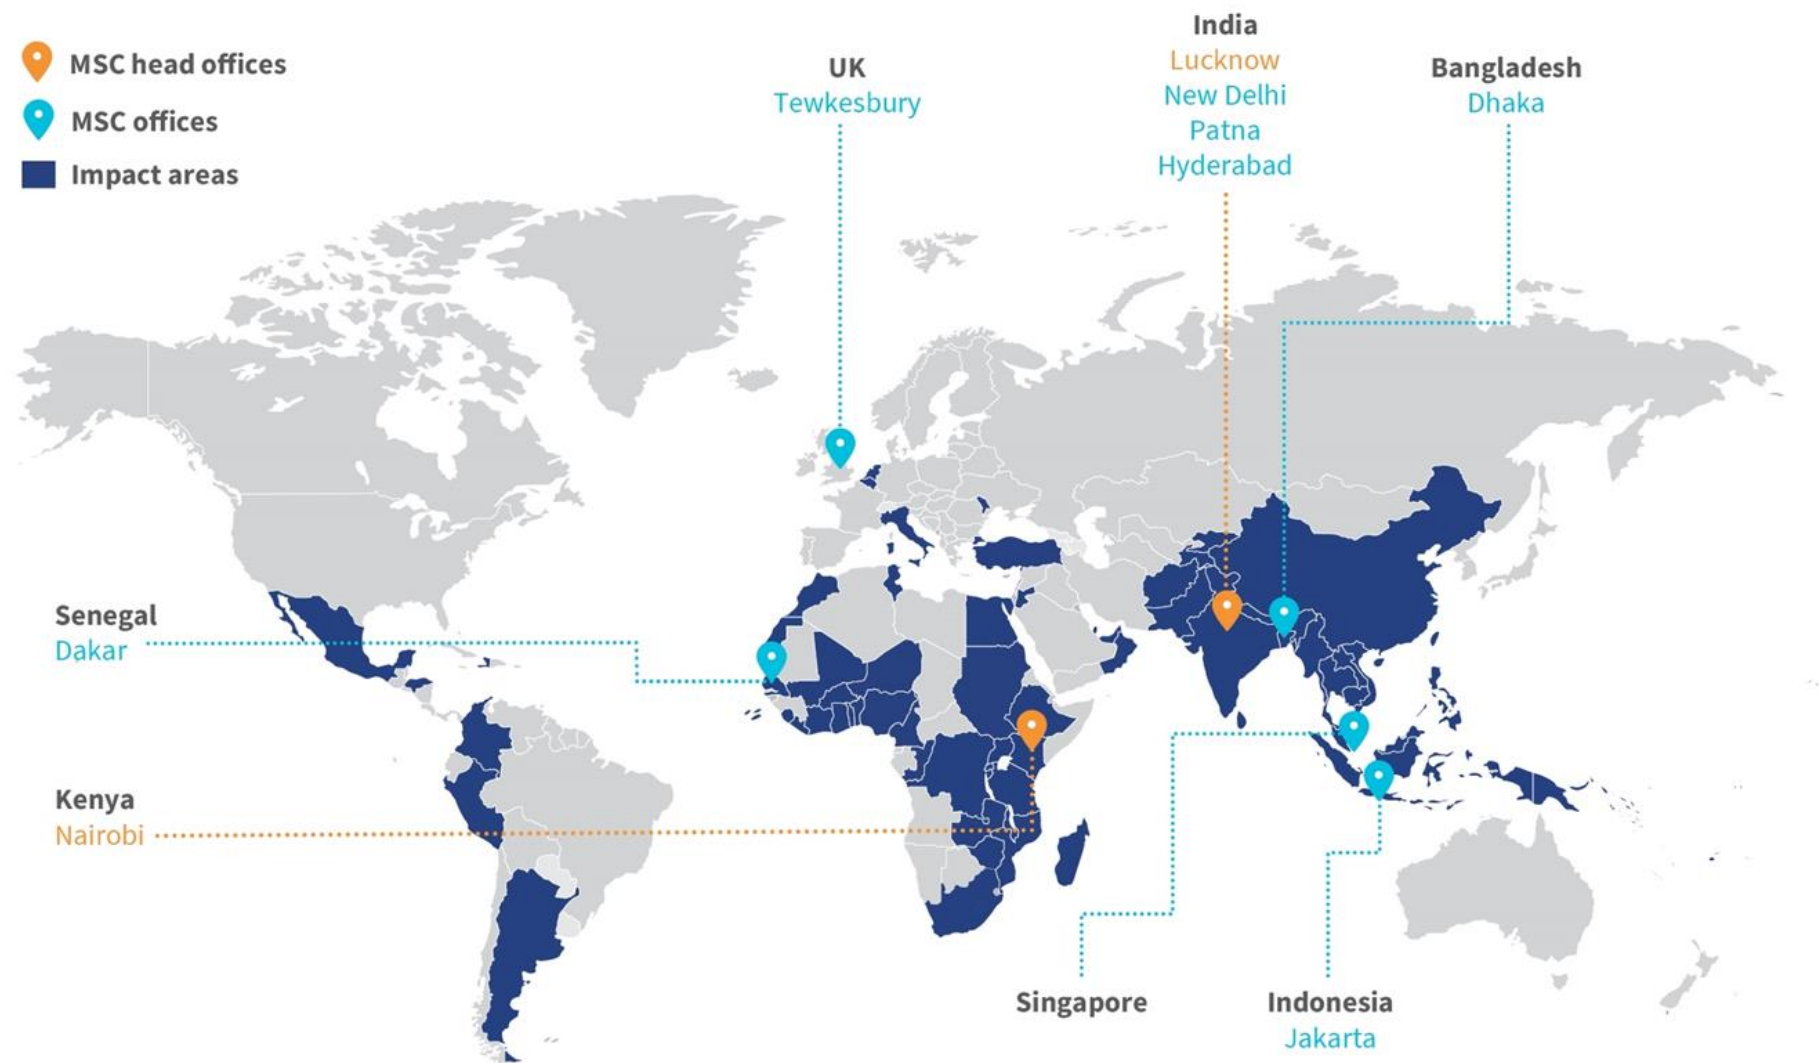 MSC head offices
MSC offices
Impact areas
UK
Tewkesbury
India
Lucknow
New Delhi
Patna
Hyderabad
Bangladesh
Dhaka
Senegal
Dakar
Kenya
Nairobi
Singapore
Indonesia
Jakarta